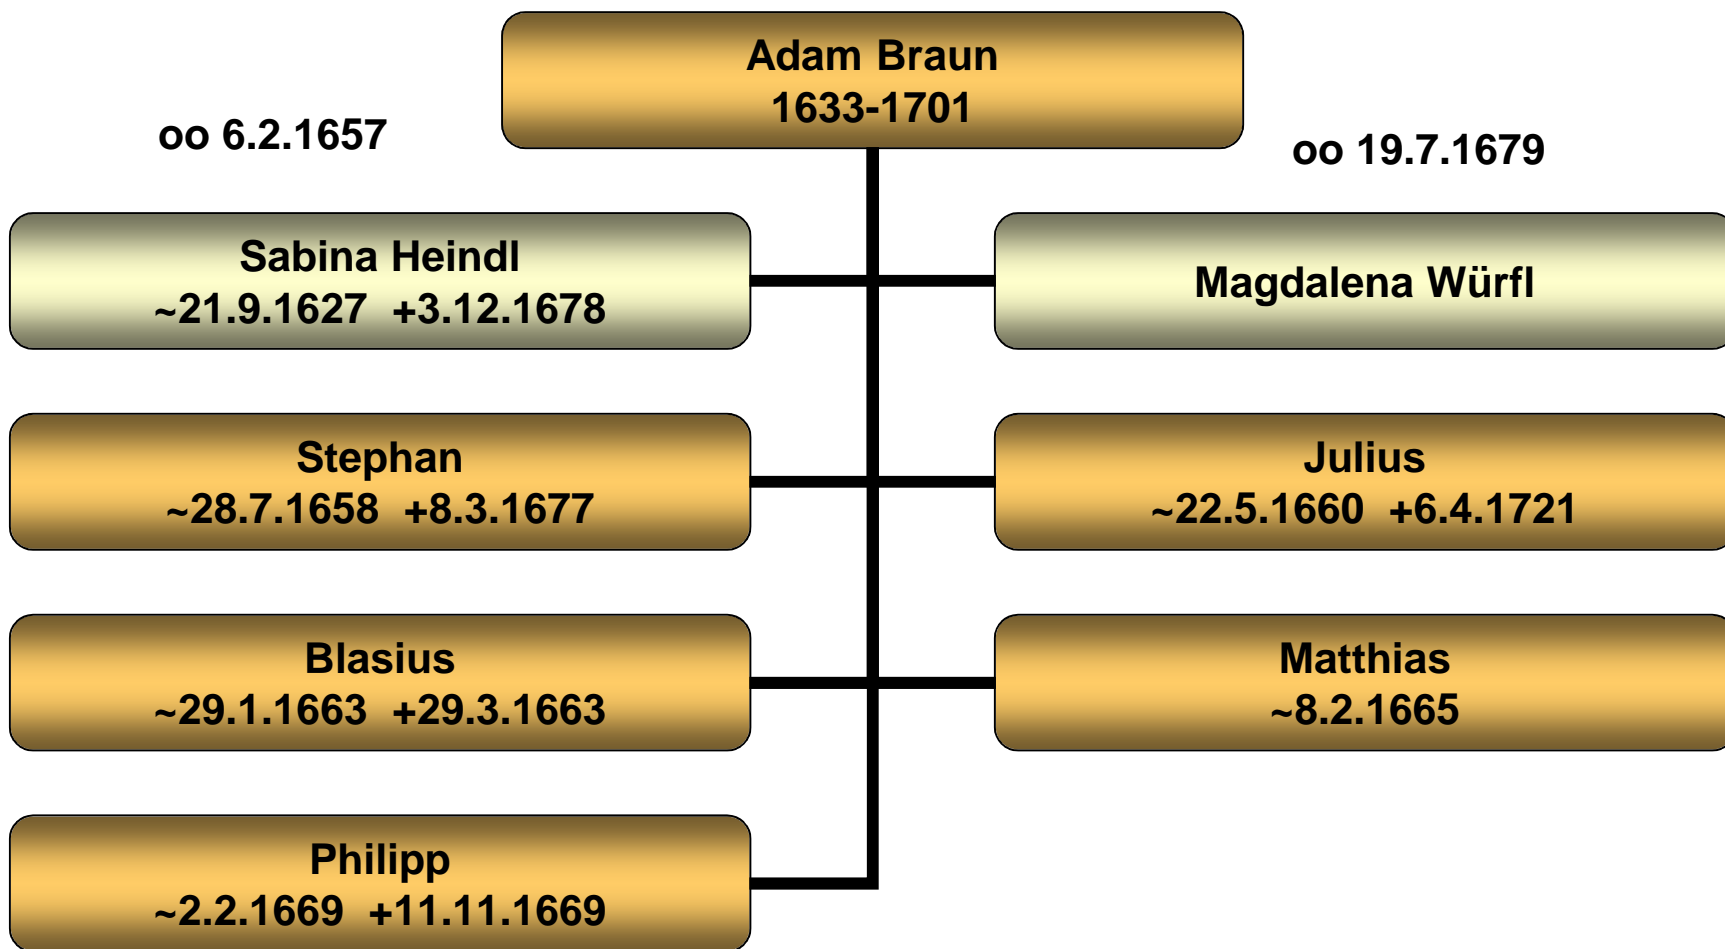 Adam Braun
1633-1701
oo 6.2.1657
oo 19.7.1679
Sabina Heindl
~21.9.1627 +3.12.1678
Magdalena Würfl
Stephan
~28.7.1658 +8.3.1677
Julius
~22.5.1660 +6.4.1721
Blasius
~29.1.1663 +29.3.1663
Matthias
~8.2.1665
Philipp
~2.2.1669 +11.11.1669